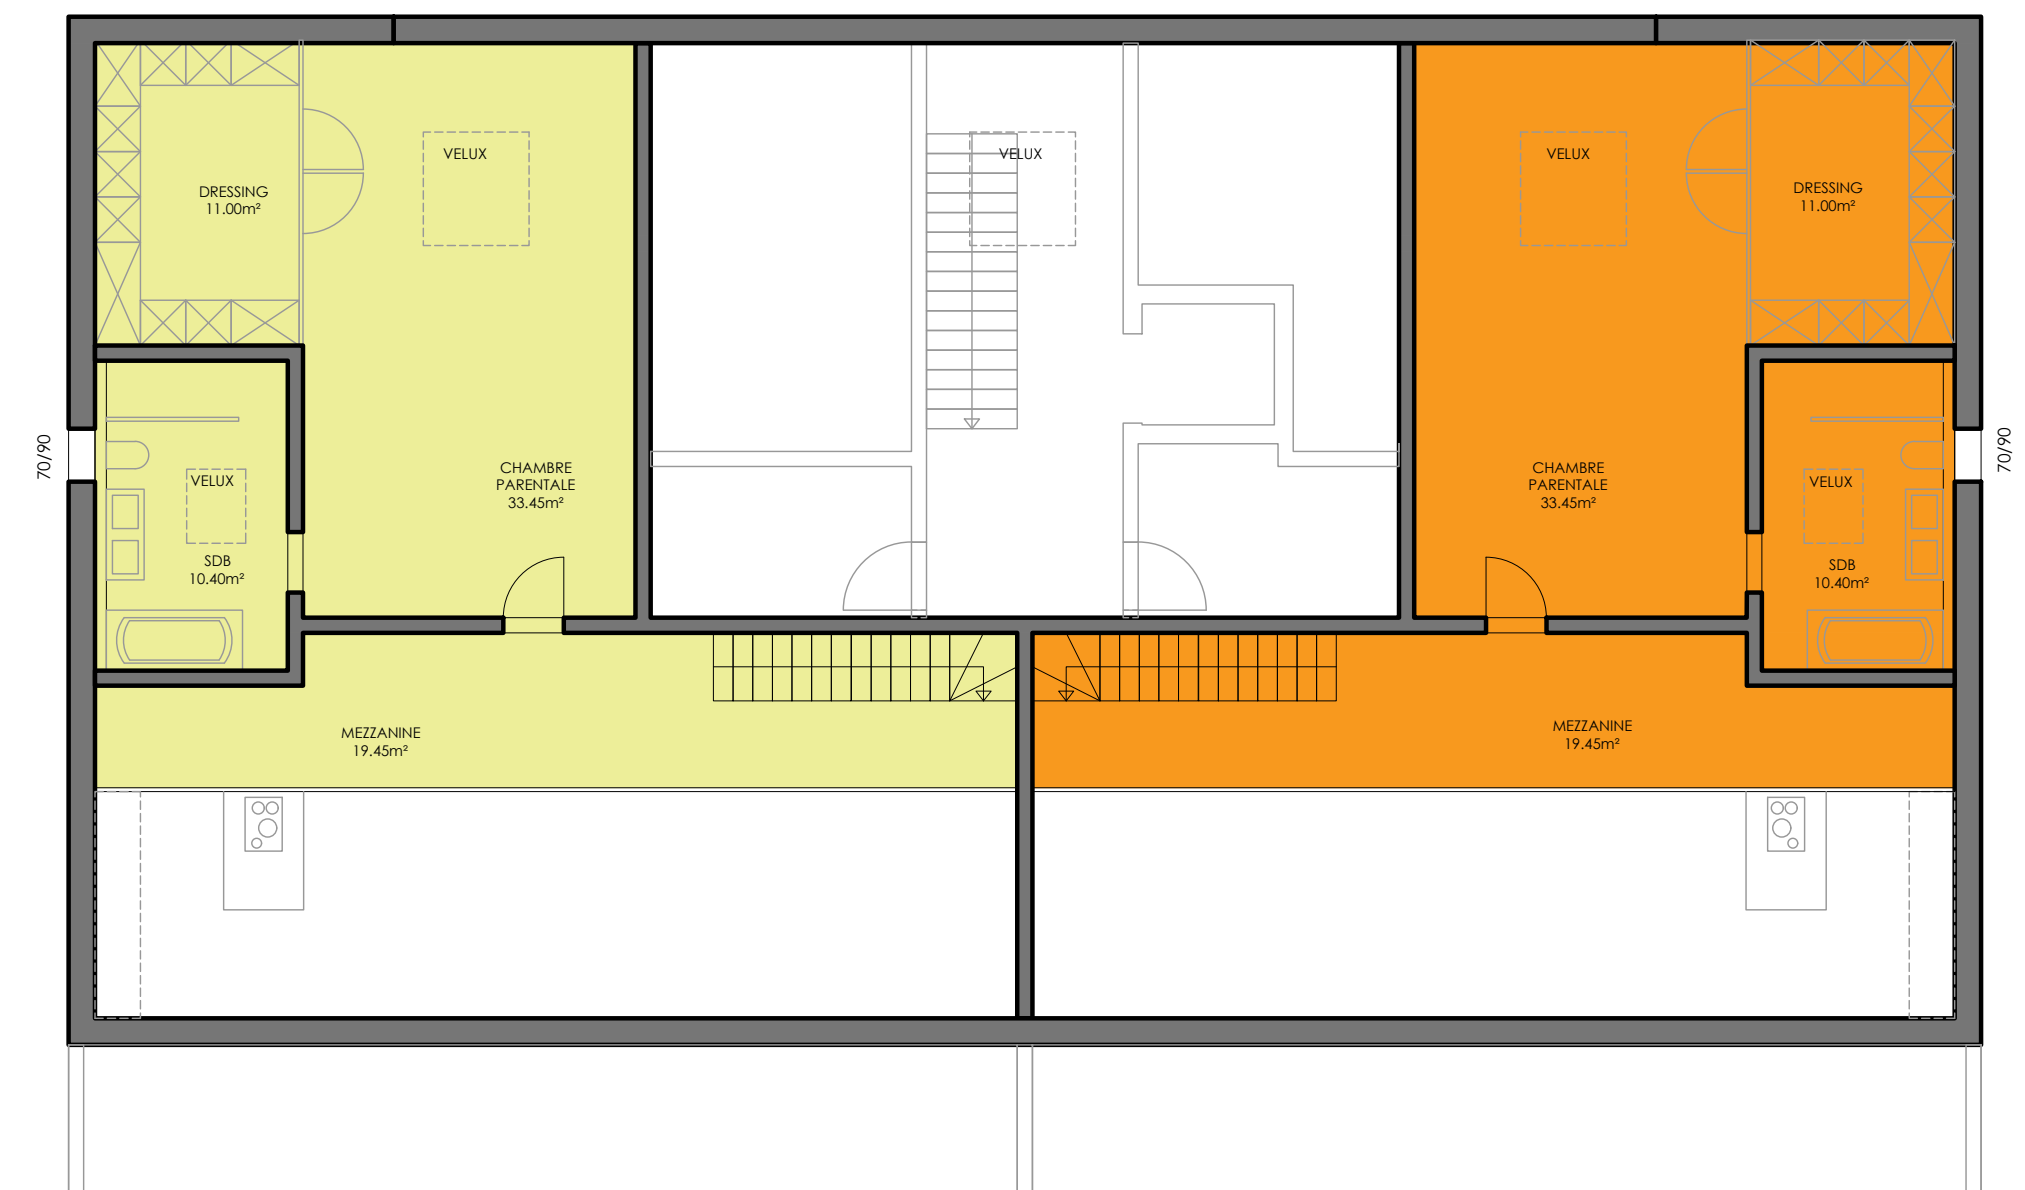 VELUX
VELUX
VELUX
DRESSING
11.00m²
DRESSING
11.00m²
70/90
70/90
CHAMBRE
PARENTALE
33.45m²
CHAMBRE
PARENTALE
33.45m²
VELUX
VELUX
SDB
10.40m²
SDB
10.40m²
MEZZANINE
19.45m²
MEZZANINE
19.45m²